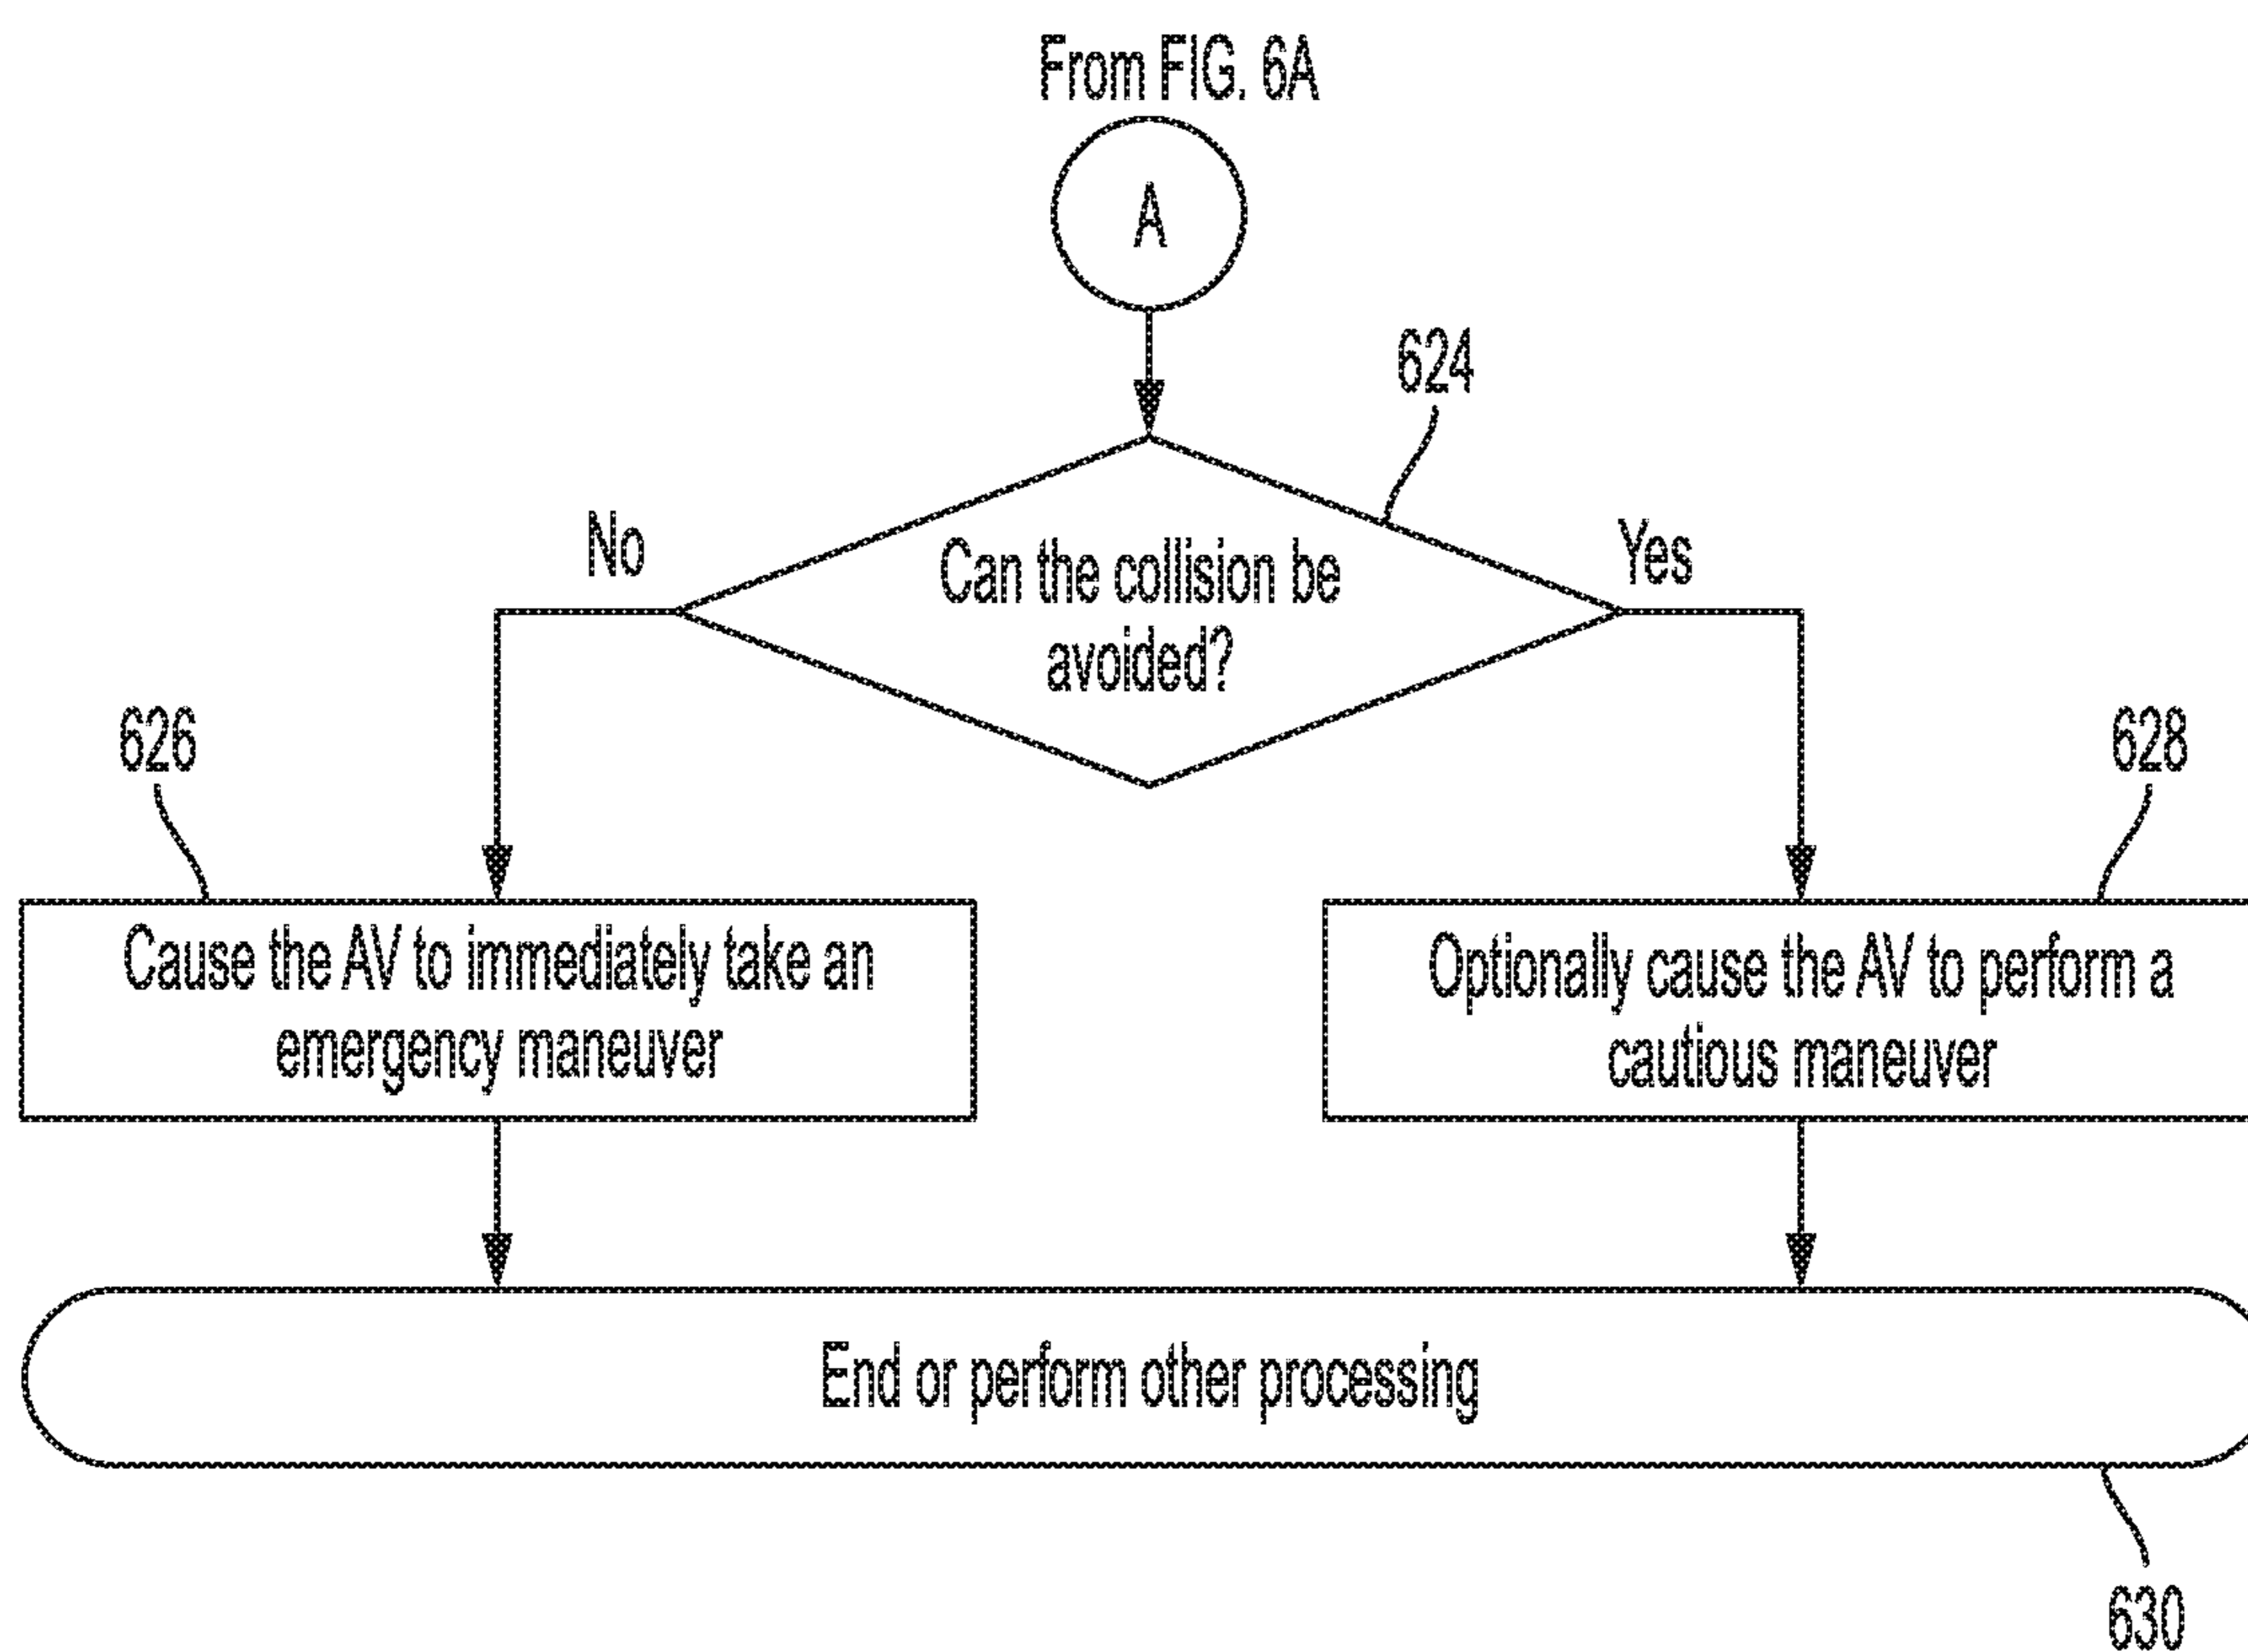 From FIG. 6A
A
624
No
Can the collision be
avoided?
Yes
626
628
Cause the AV to immediately take an
emergency maneuver
Optionally cause the AV to perform a
cautious maneuver
End or perform other processing
630